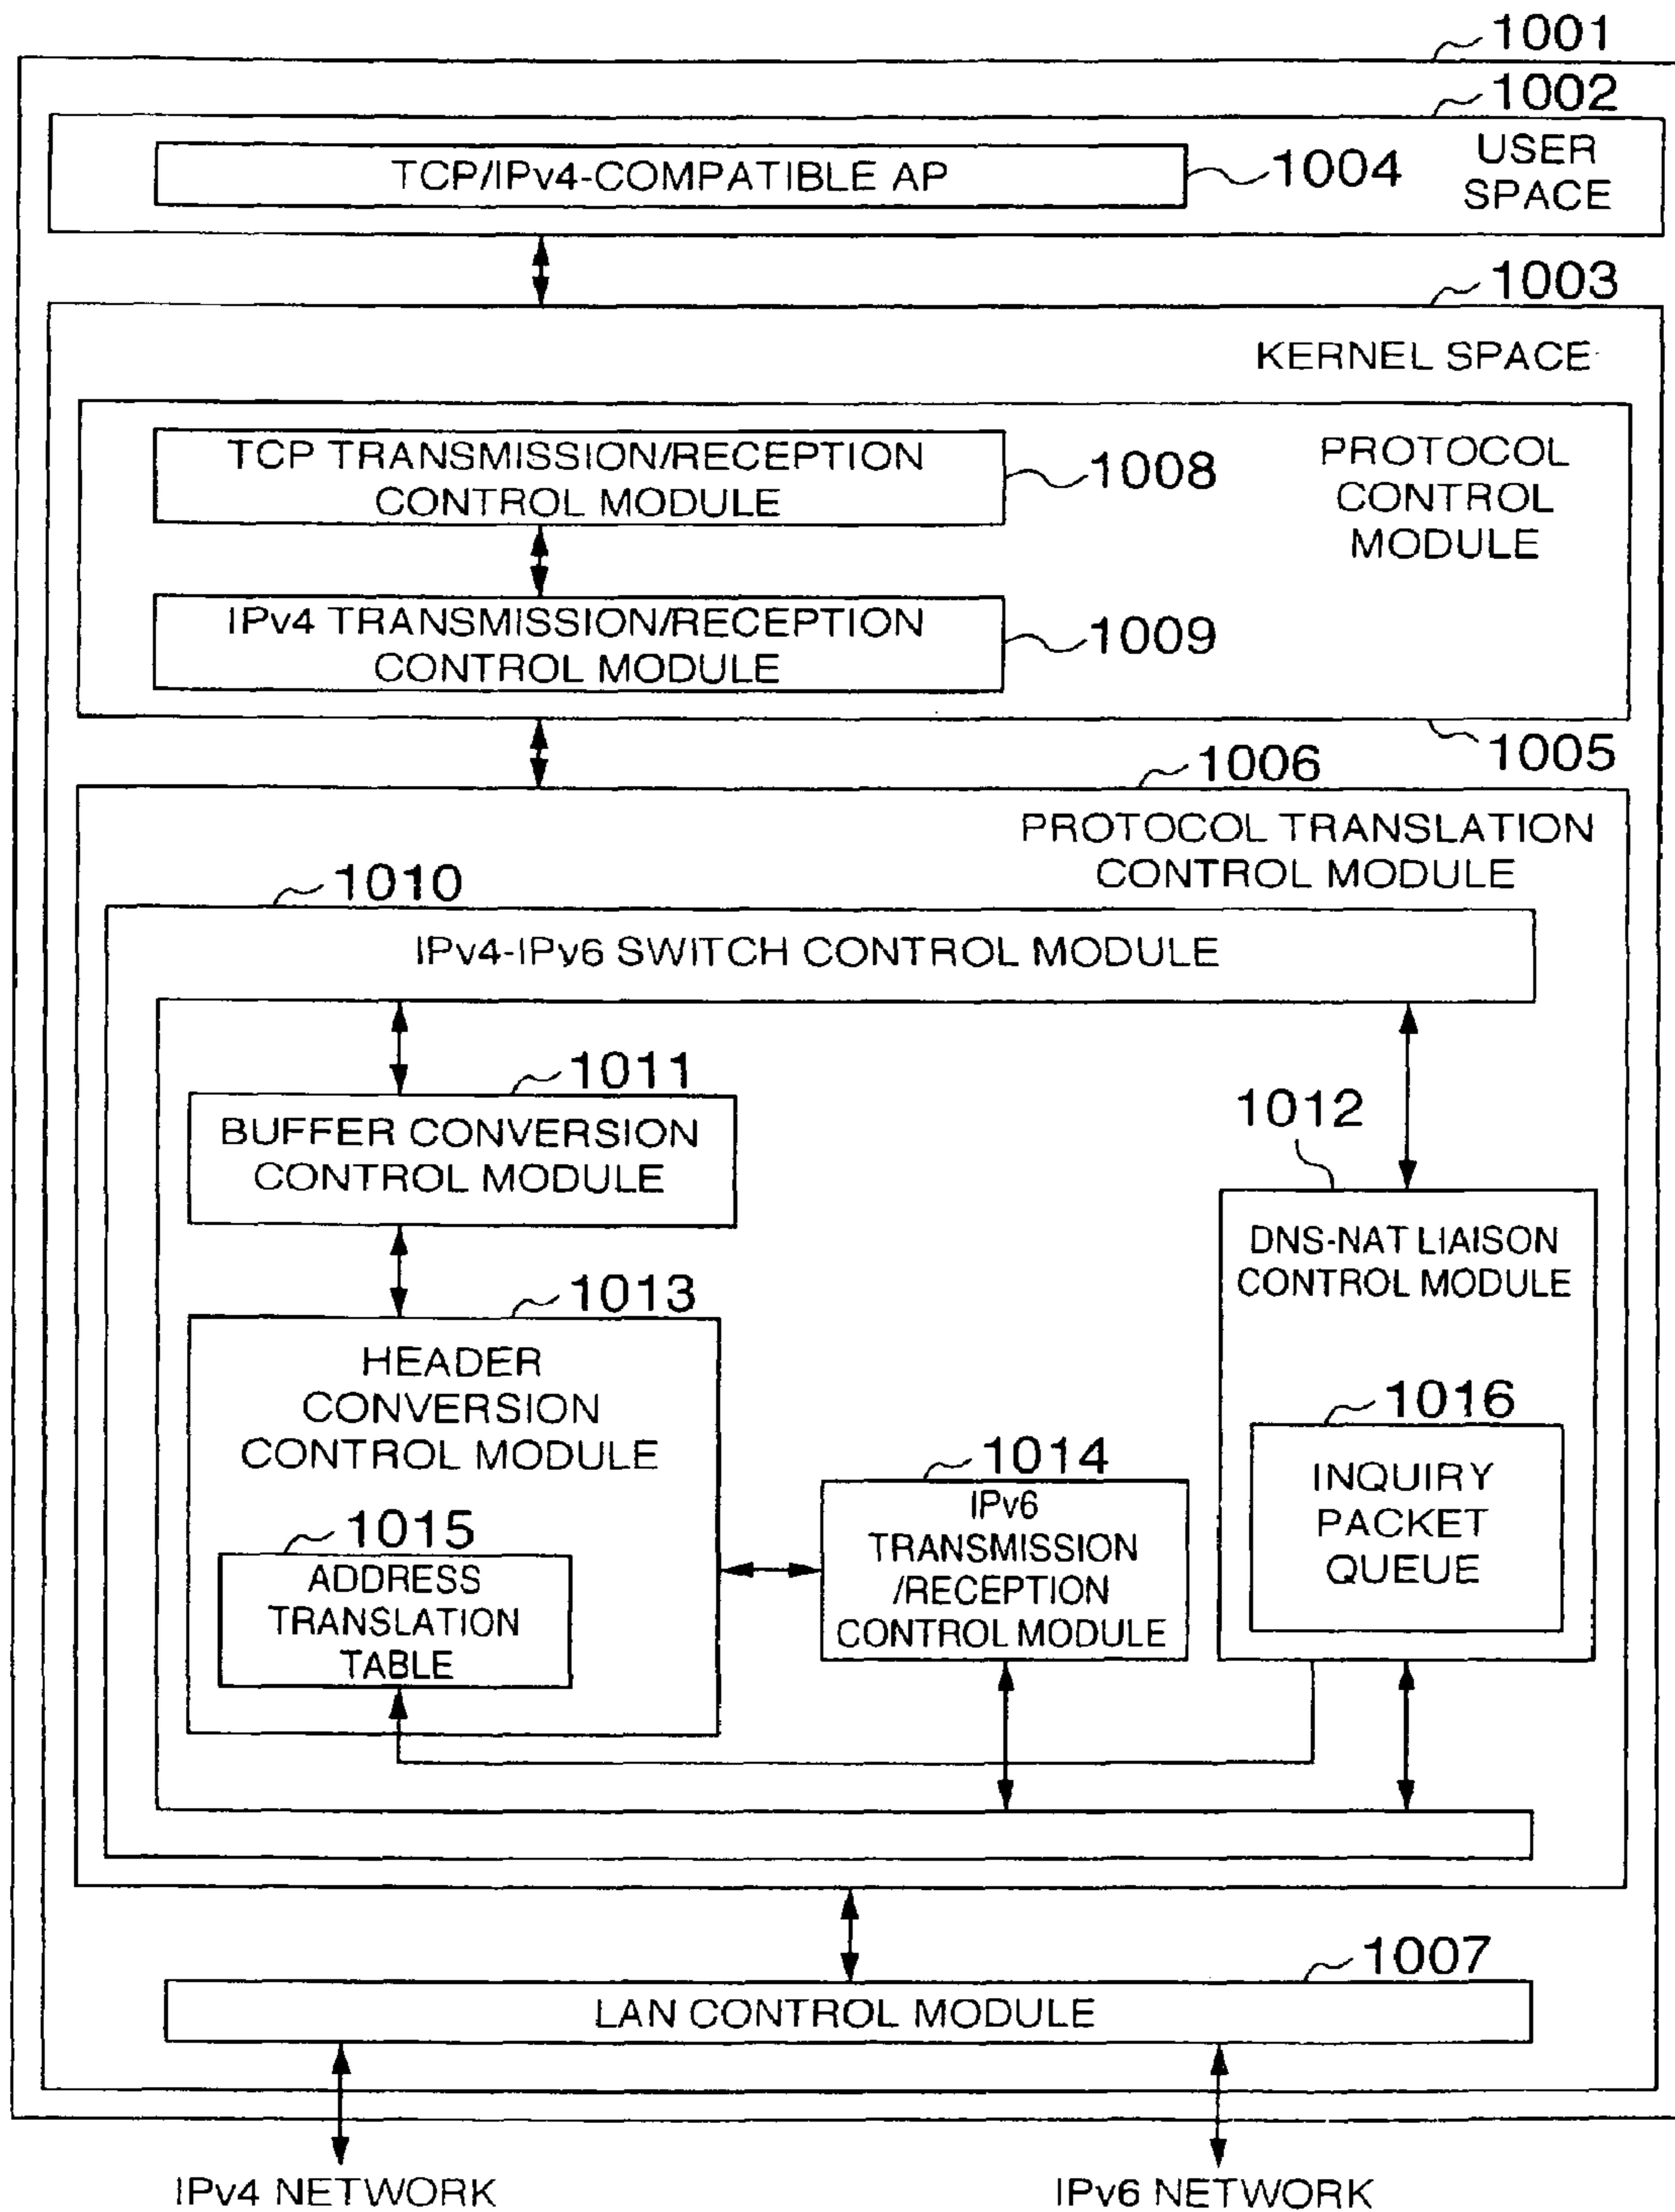 1001
1002
TCP/IPv4-COMPATIBLE AP
1004
USER
SPACE
1003
KERNEL SPACE
TCP TRANSMISSION/RECEPTION
CONTROL MODULE
1008
PROTOCOL
CONTROL
MODULE
IPv4 TRANSMISSION/RECEPTION
CONTROL MODULE
1009
1005
1006
PROTOCOL TRANSLATION
CONTROL MODULE
1010
IPv4-IPv6 SWITCH CONTROL MODULE
1011
BUFFER CONVERSION
CONTROL MODULE
1012
DNS-NAT LIAISON
CONTROL MODULE
1013
HEADER
CONVERSION
CONTROL MODULE
1016
INQUIRY
PACKET
QUEUE
1014
IPv6
TRANSMISSION
/RECEPTION
CONTROL MODULE
1015
ADDRESS
TRANSLATION
TABLE
1007
LAN CONTROL MODULE
IPv4 NETWORK
IPv6 NETWORK